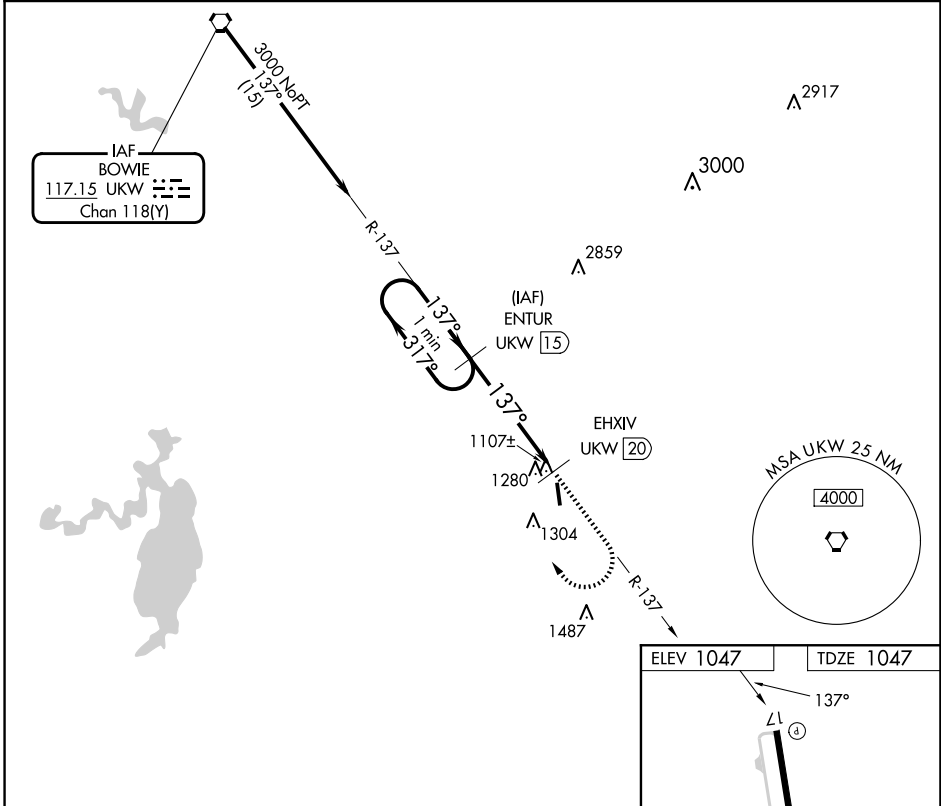 3000 NoPT
137°
(15)
2917
3000
IAF
BOWIE
117.15 UKW
Chan 118(Y)
R-137
2859
(IAF)
ENTUR
UKW 15
137°
1 min
317°
137°
EHXIV
UKW 20
1107±
1280
MSA UKW 25 NM
4000
1304
R-137
1487
ELEV 1047
TDZE 1047
137°
17
P